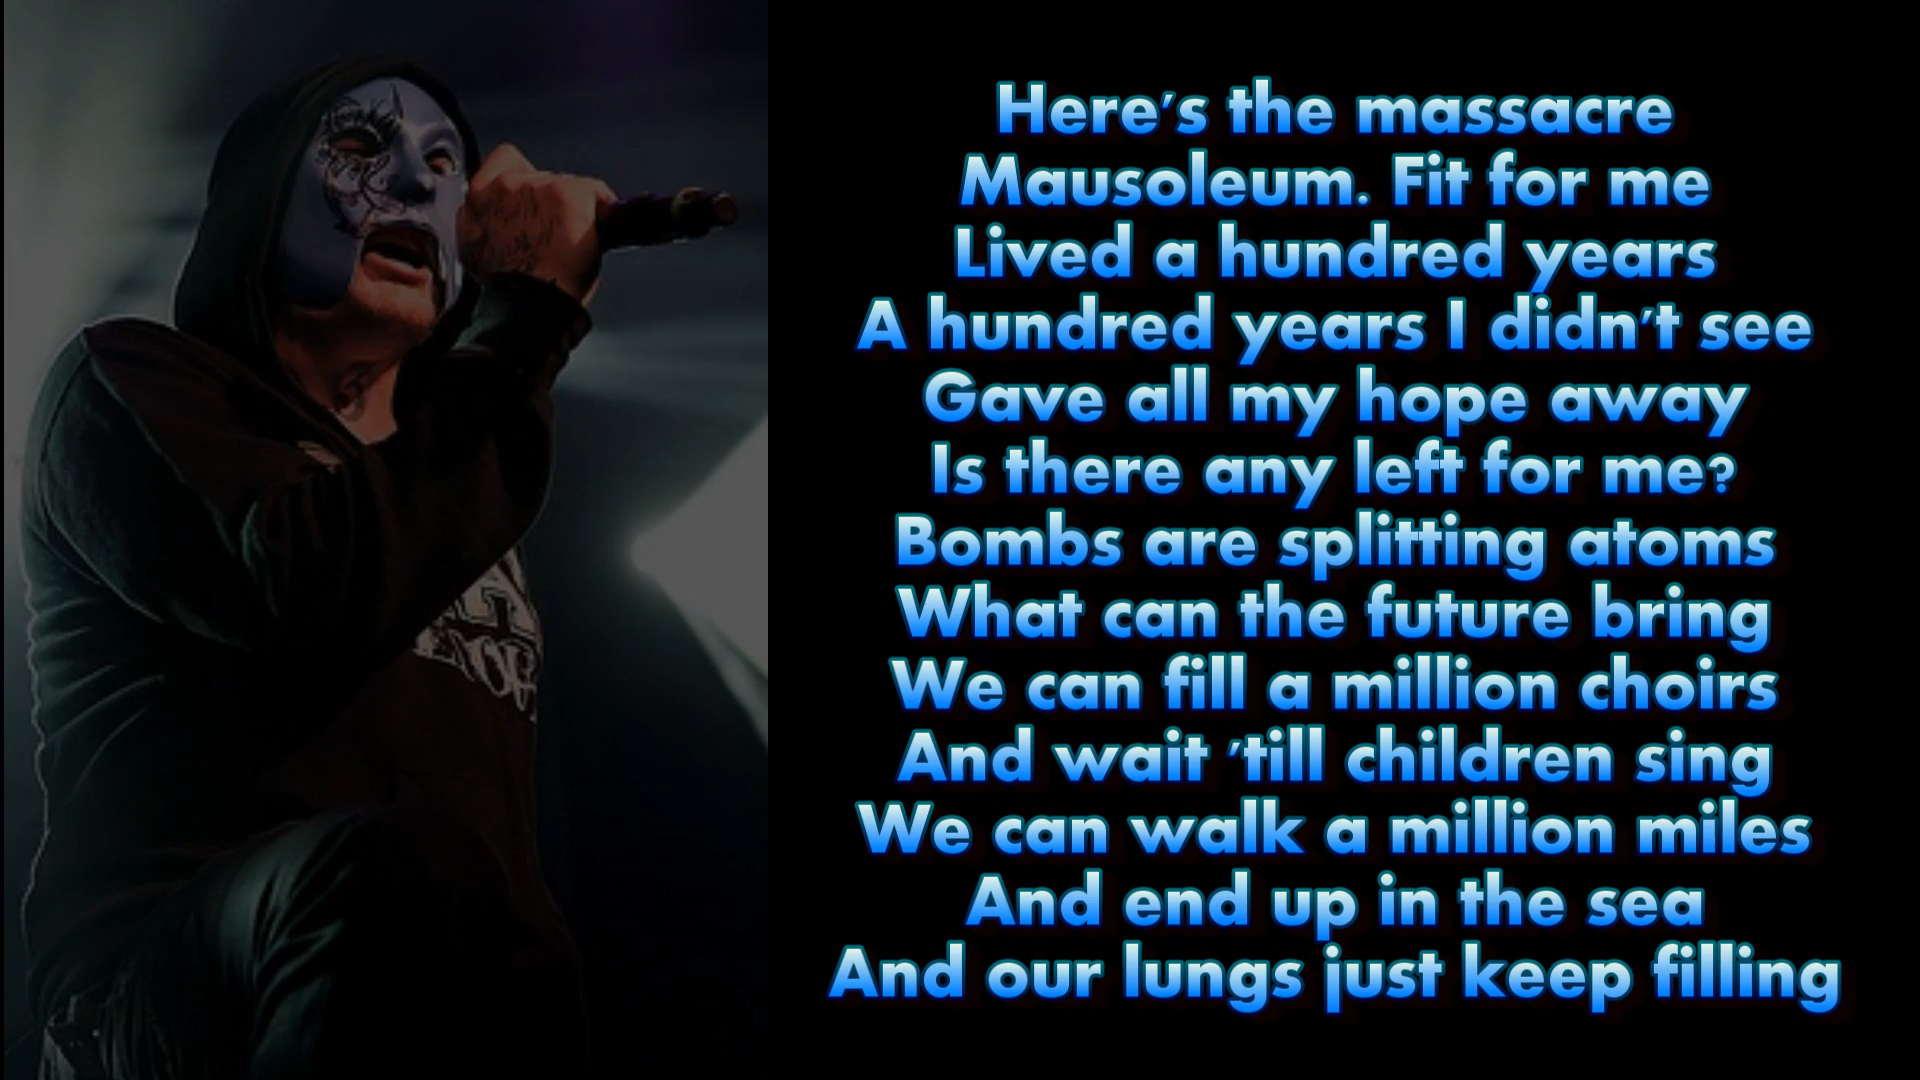 Here's the massacre
Mausoleum. Fit for me
Lived a hundred years
A hundred years I didn't see
Gave all my hope away
Is there any left for me?
Bombs are splitting atoms
What can the future bring
We can fill a million choirs
And wait 'till children sing
We can walk a million miles
And end up in the sea
And our lungs just keep filling